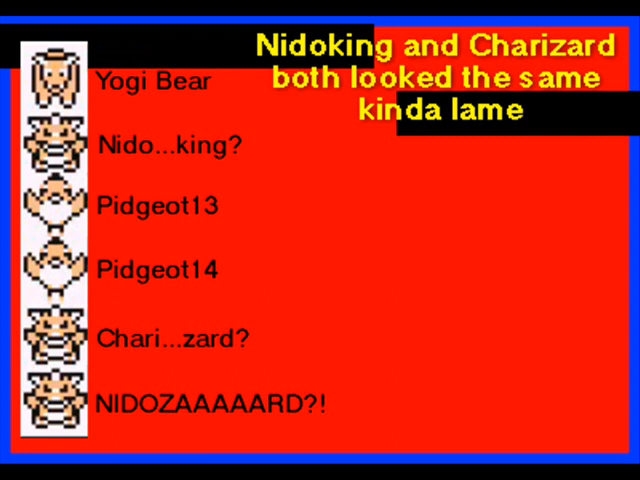 Nidoking and Charizard
both looked the same
kinda lame
Yogi Bear
Nido...king?
Pidgeot13
Pidgeot14
Chari...zard?
NIDOZAAAAARD?!